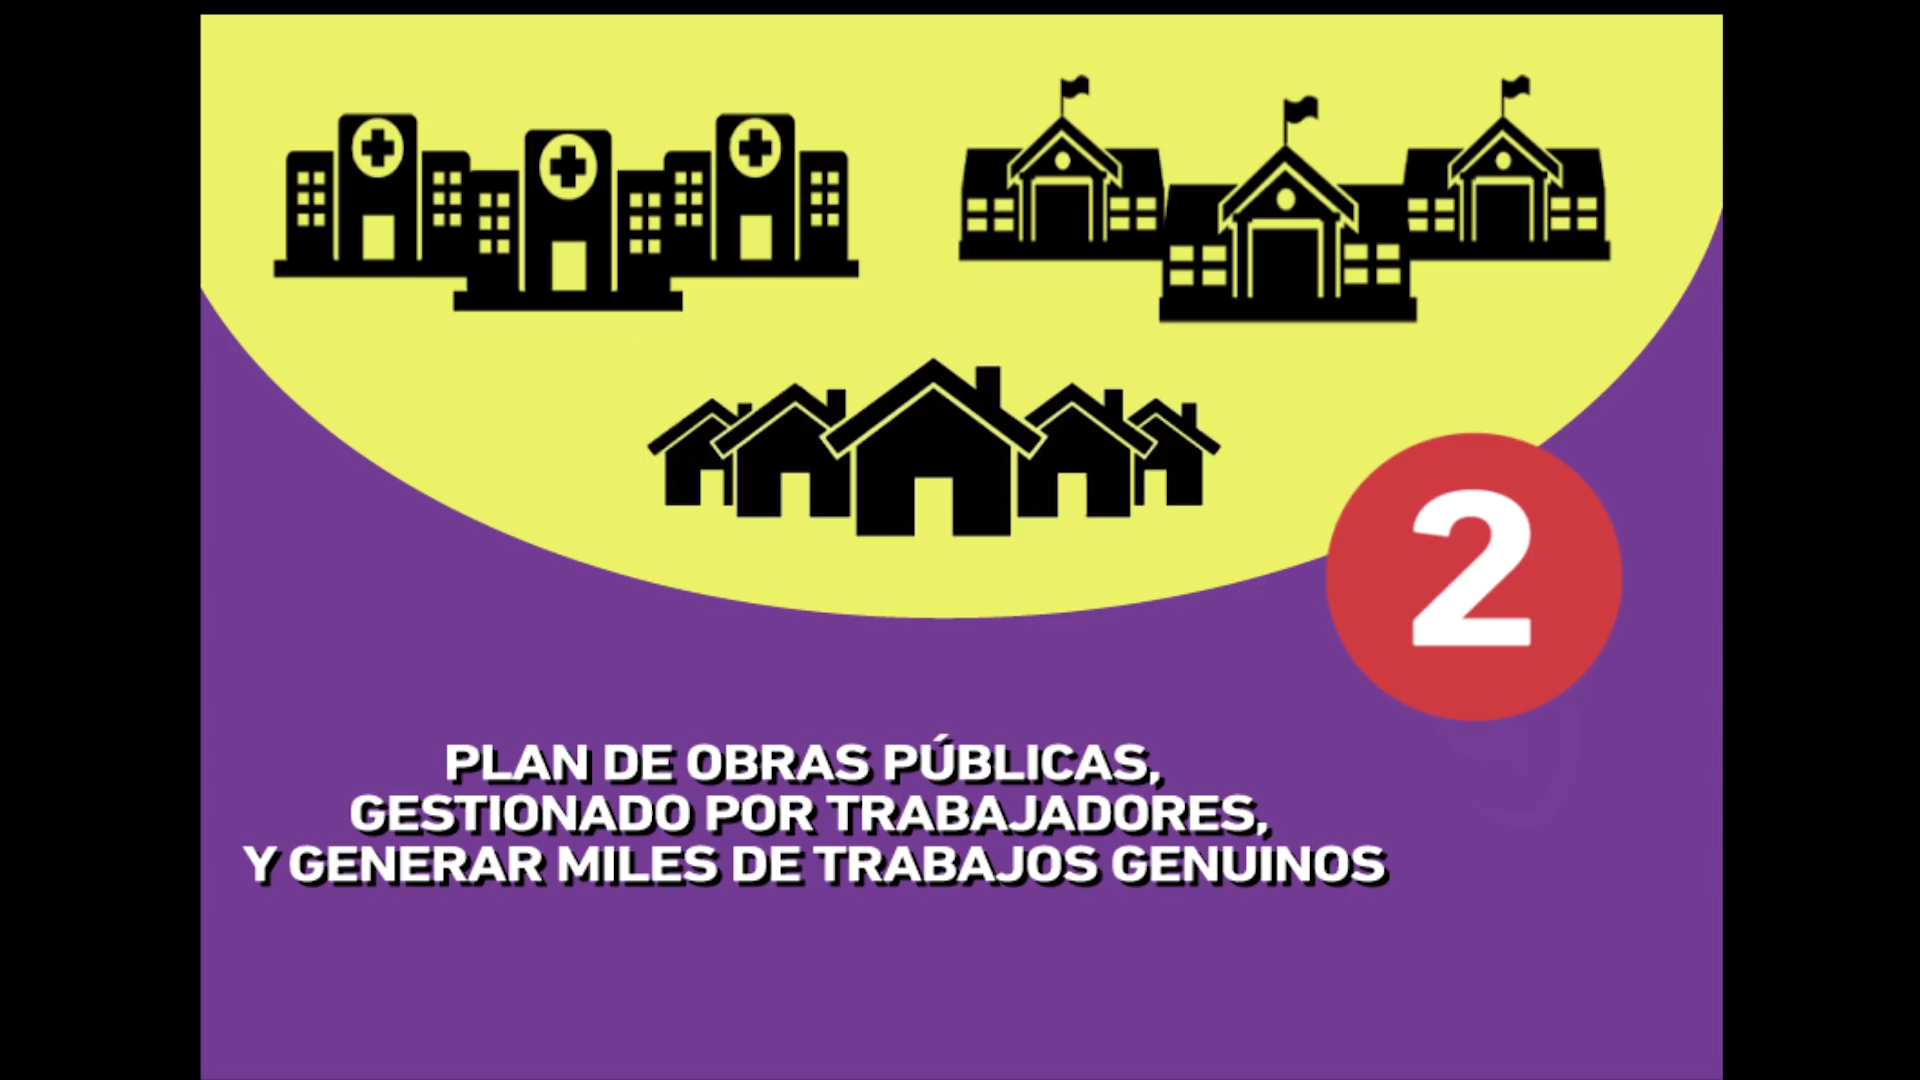 2
PLAN DE OBRAS PÚBLICAS,
GESTIONADO POR TRABAJADORES,
Y GENERAR MILES DE TRABAJOS GENUINOS